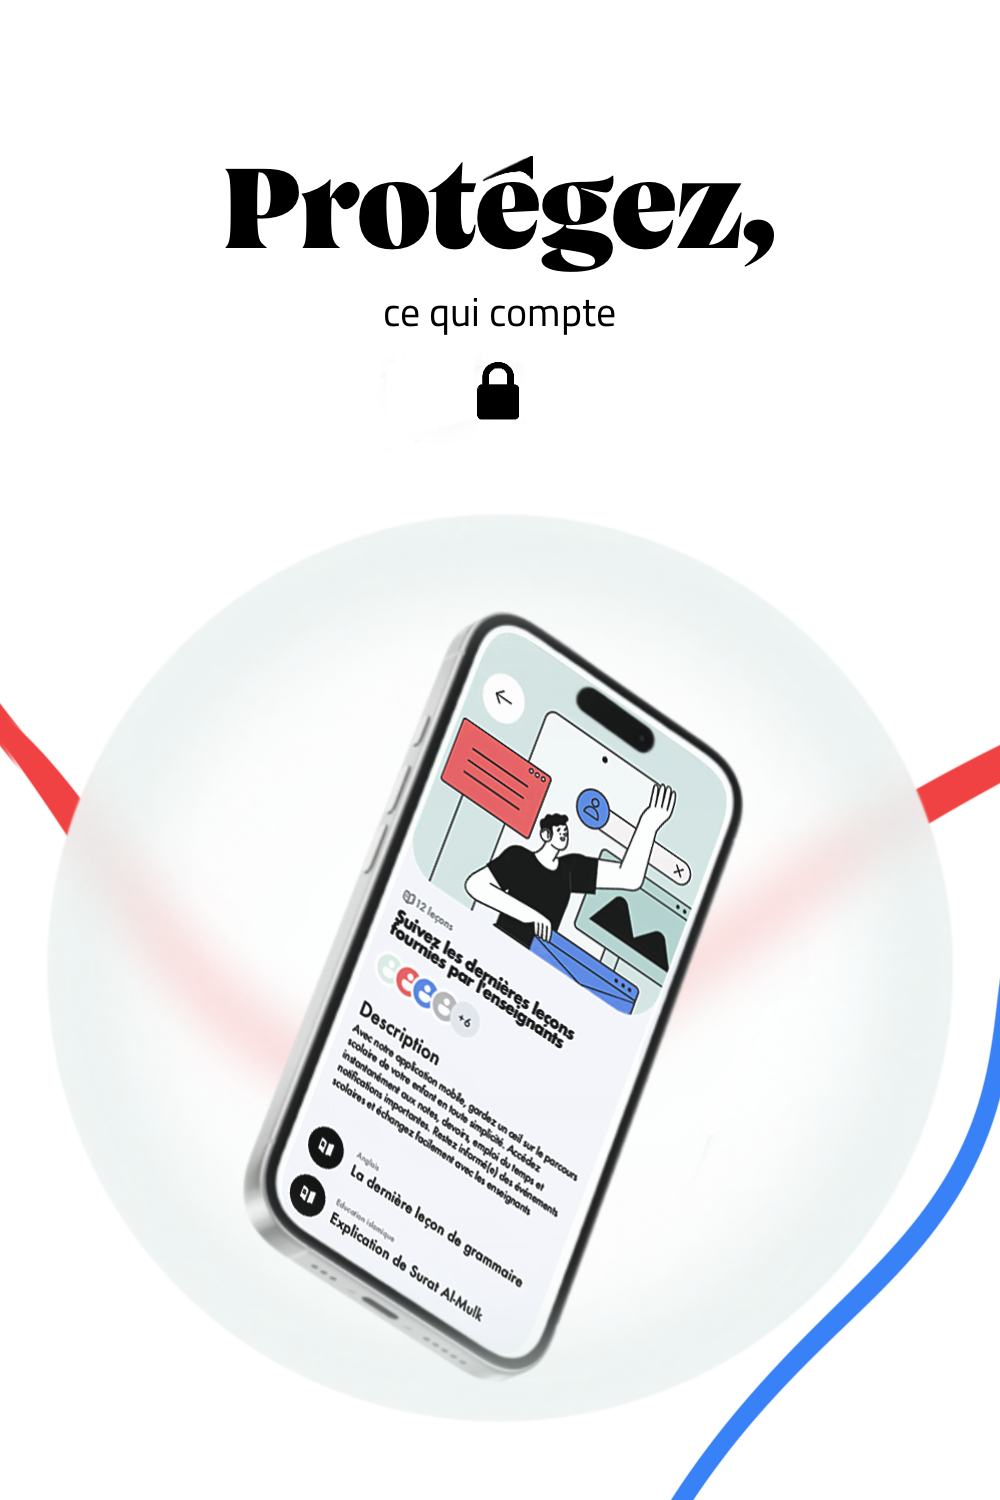 Protégez,
ce qui compte
12 leçons
Suivez les dernières leçons
fournies par l'enseignants
+6
Description
Avec notre application mobile, gardez un œil sur le parcours
scolaire de votre enfant en toute simplicité. Accédez
instantanément aux notes, devoirs, emploi du temps et
notifications importantes. Restez informé(e) des événements
scolaires et échangez facilement avec les enseignants
Anglais
La dernière leçon de grammaire
Education islamique
Explication de Surat Al-Mulk